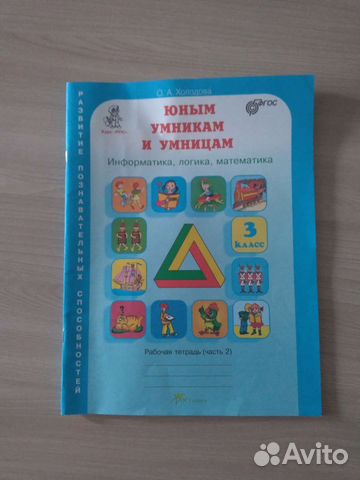 О. А. Холодова
ФГОС
ЮНЫМ
УМНИКАМ
И УМНИЦАМ
Информатика, логика, математика
РАЗВИТИЕ ПОЗНАВАТЕЛЬНЫХ СПОСОБНОСТЕЙ
3
КЛАСС
Рабочая тетрадь (часть 2)
Avito